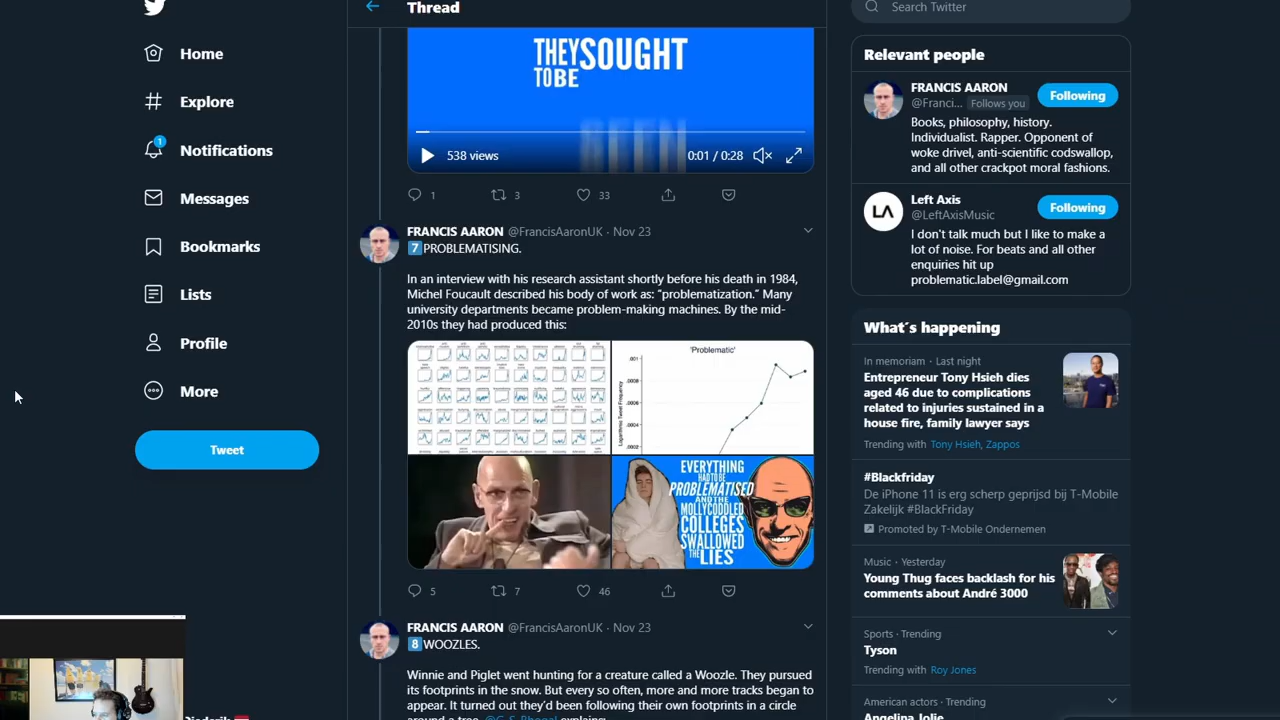 Home
Explore
1
Notifications
Messages
Bookmarks
Lists
Profile
More
Tweet
Thread
THEY SOUGHT
TO BE
BEEN
538 views
0:01 / 0:28
1
3
33
FRANCIS AARON @FrancisAaronUK · Nov 23
7 PROBLEMATISING.
In an interview with his research assistant shortly before his death in 1984,
Michel Foucault described his body of work as: “problematization.” Many
university departments became problem-making machines. By the mid-
2010s they had produced this:
'Problematic'
.001
.0008
.0006
.0004
.0002
EVERYTHING
HAD TO BE
PROBLEMATISED
AND THE
MOLLYCODDLED
COLLEGES
SWALLOWED
THE LIES
5
7
46
FRANCIS AARON @FrancisAaronUK · Nov 23
8 WOOZLES.
Winnie and Piglet went hunting for a creature called a Woozle. They pursued
its footprints in the snow. But every so often, more and more tracks began to
appear. It turned out they’d been following their own footprints in a circle
Search Twitter
Relevant people
FRANCIS AARON
@Franci... Follows you
Following
Books, philosophy, history.
Individualist. Rapper. Opponent of
woke drivel, anti-scientific codswallop,
and all other crackpot moral fashions.
LA
Left Axis
@LeftAxisMusic
Following
I don't talk much but I like to make a
lot of noise. For beats and all other
enquiries hit up
problematic.label@gmail.com
What's happening
In memoriam · Last night
Entrepreneur Tony Hsieh dies
aged 46 due to complications
related to injuries sustained in a
house fire, family lawyer says
Trending with Tony Hsieh, Zappos
#Blackfriday
De iPhone 11 is erg scherp geprijsd bij T-Mobile
Zakelijk #BlackFriday
Promoted by T-Mobile Ondernemen
Music · Yesterday
Young Thug faces backlash for his
comments about André 3000
Sports · Trending
Tyson
Trending with Roy Jones
American actors · Trending
Angelina Jolie